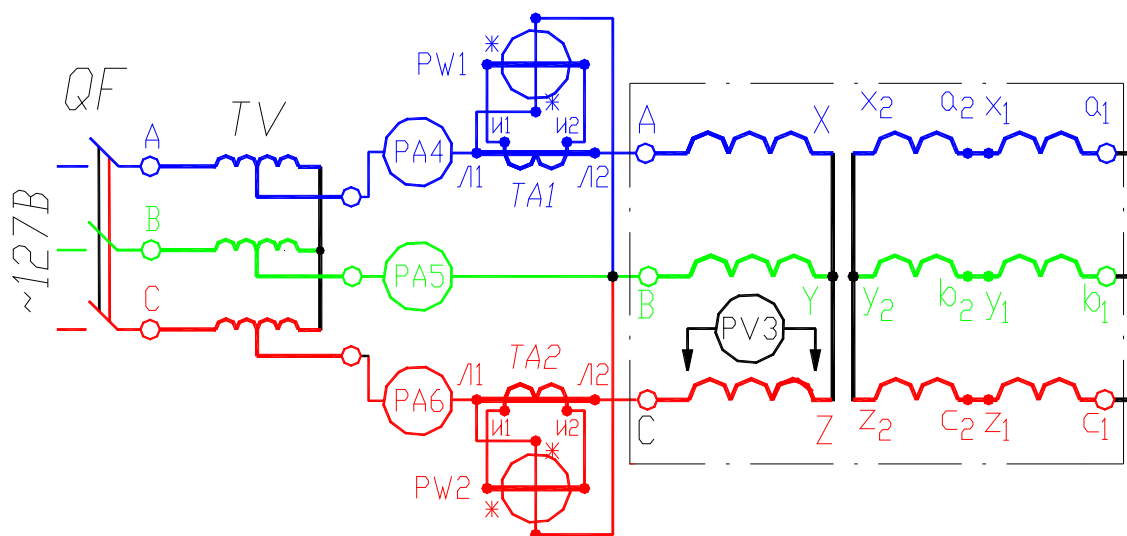 QF
TV
~127В
A
B
C
PA4
PA5
PA6
PW1
*
*
И1
И2
Л1
Л2
TA1
TA2
Л1
Л2
И1
И2
*
*
PW2
A
X
B
Y
PV3
C
Z
x2
a2
x1
a1
y2
b2
y1
b1
z2
c2
z1
c1